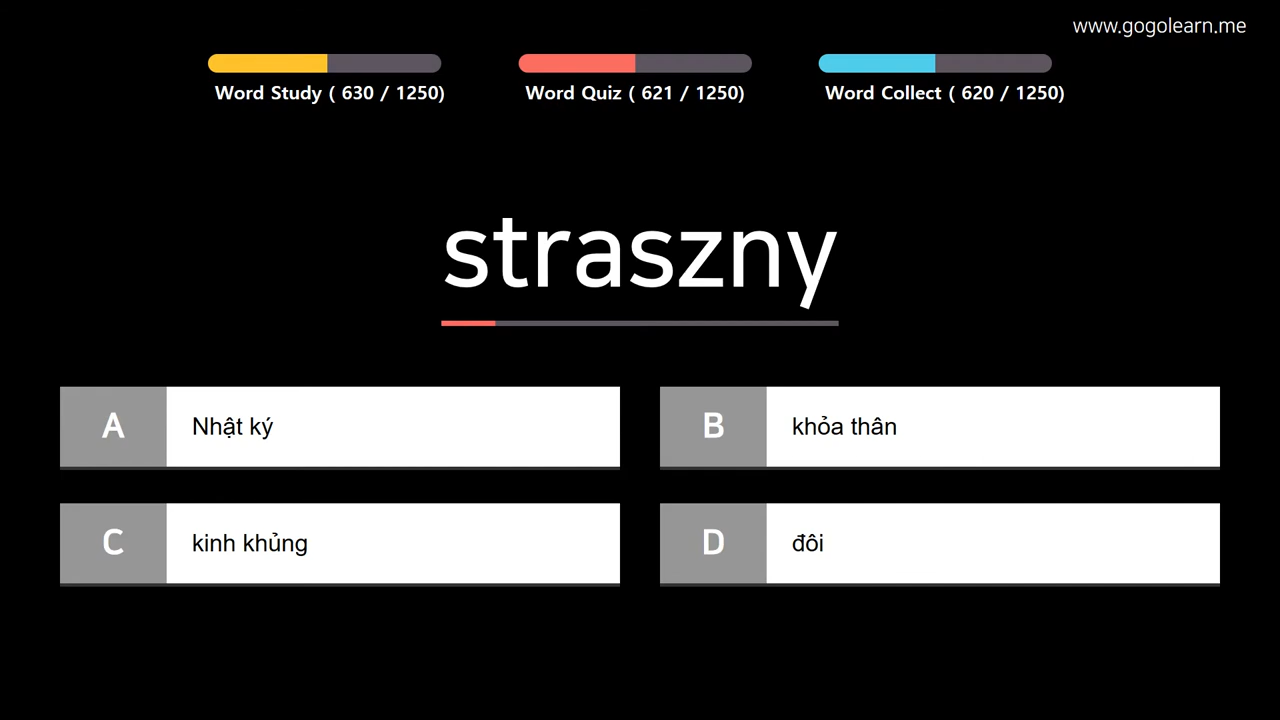 www.gogolearn.me
Word Study ( 630 / 1250)
Word Quiz ( 621 / 1250)
Word Collect ( 620 / 1250)
straszny
A Nhật ký
B khỏa thân
C kinh khủng
D đôi